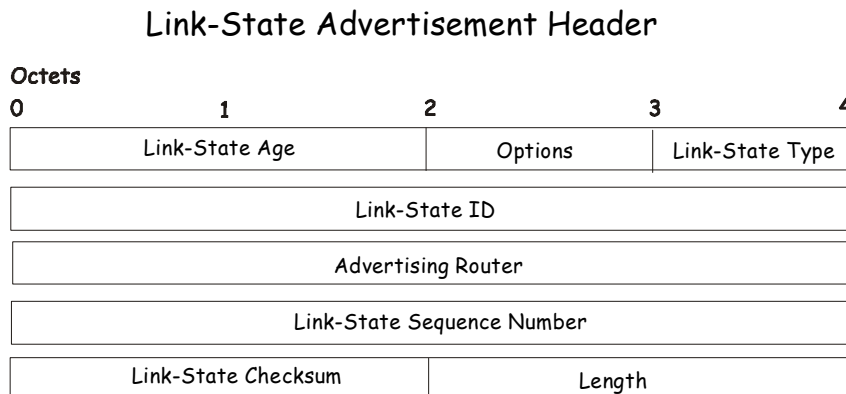 Link-State Advertisement Header
Octets
0 1 2 3 4
Link-State Age Options Link-State Type
Link-State ID
Advertising Router
Link-State Sequence Number
Link-State Checksum Length